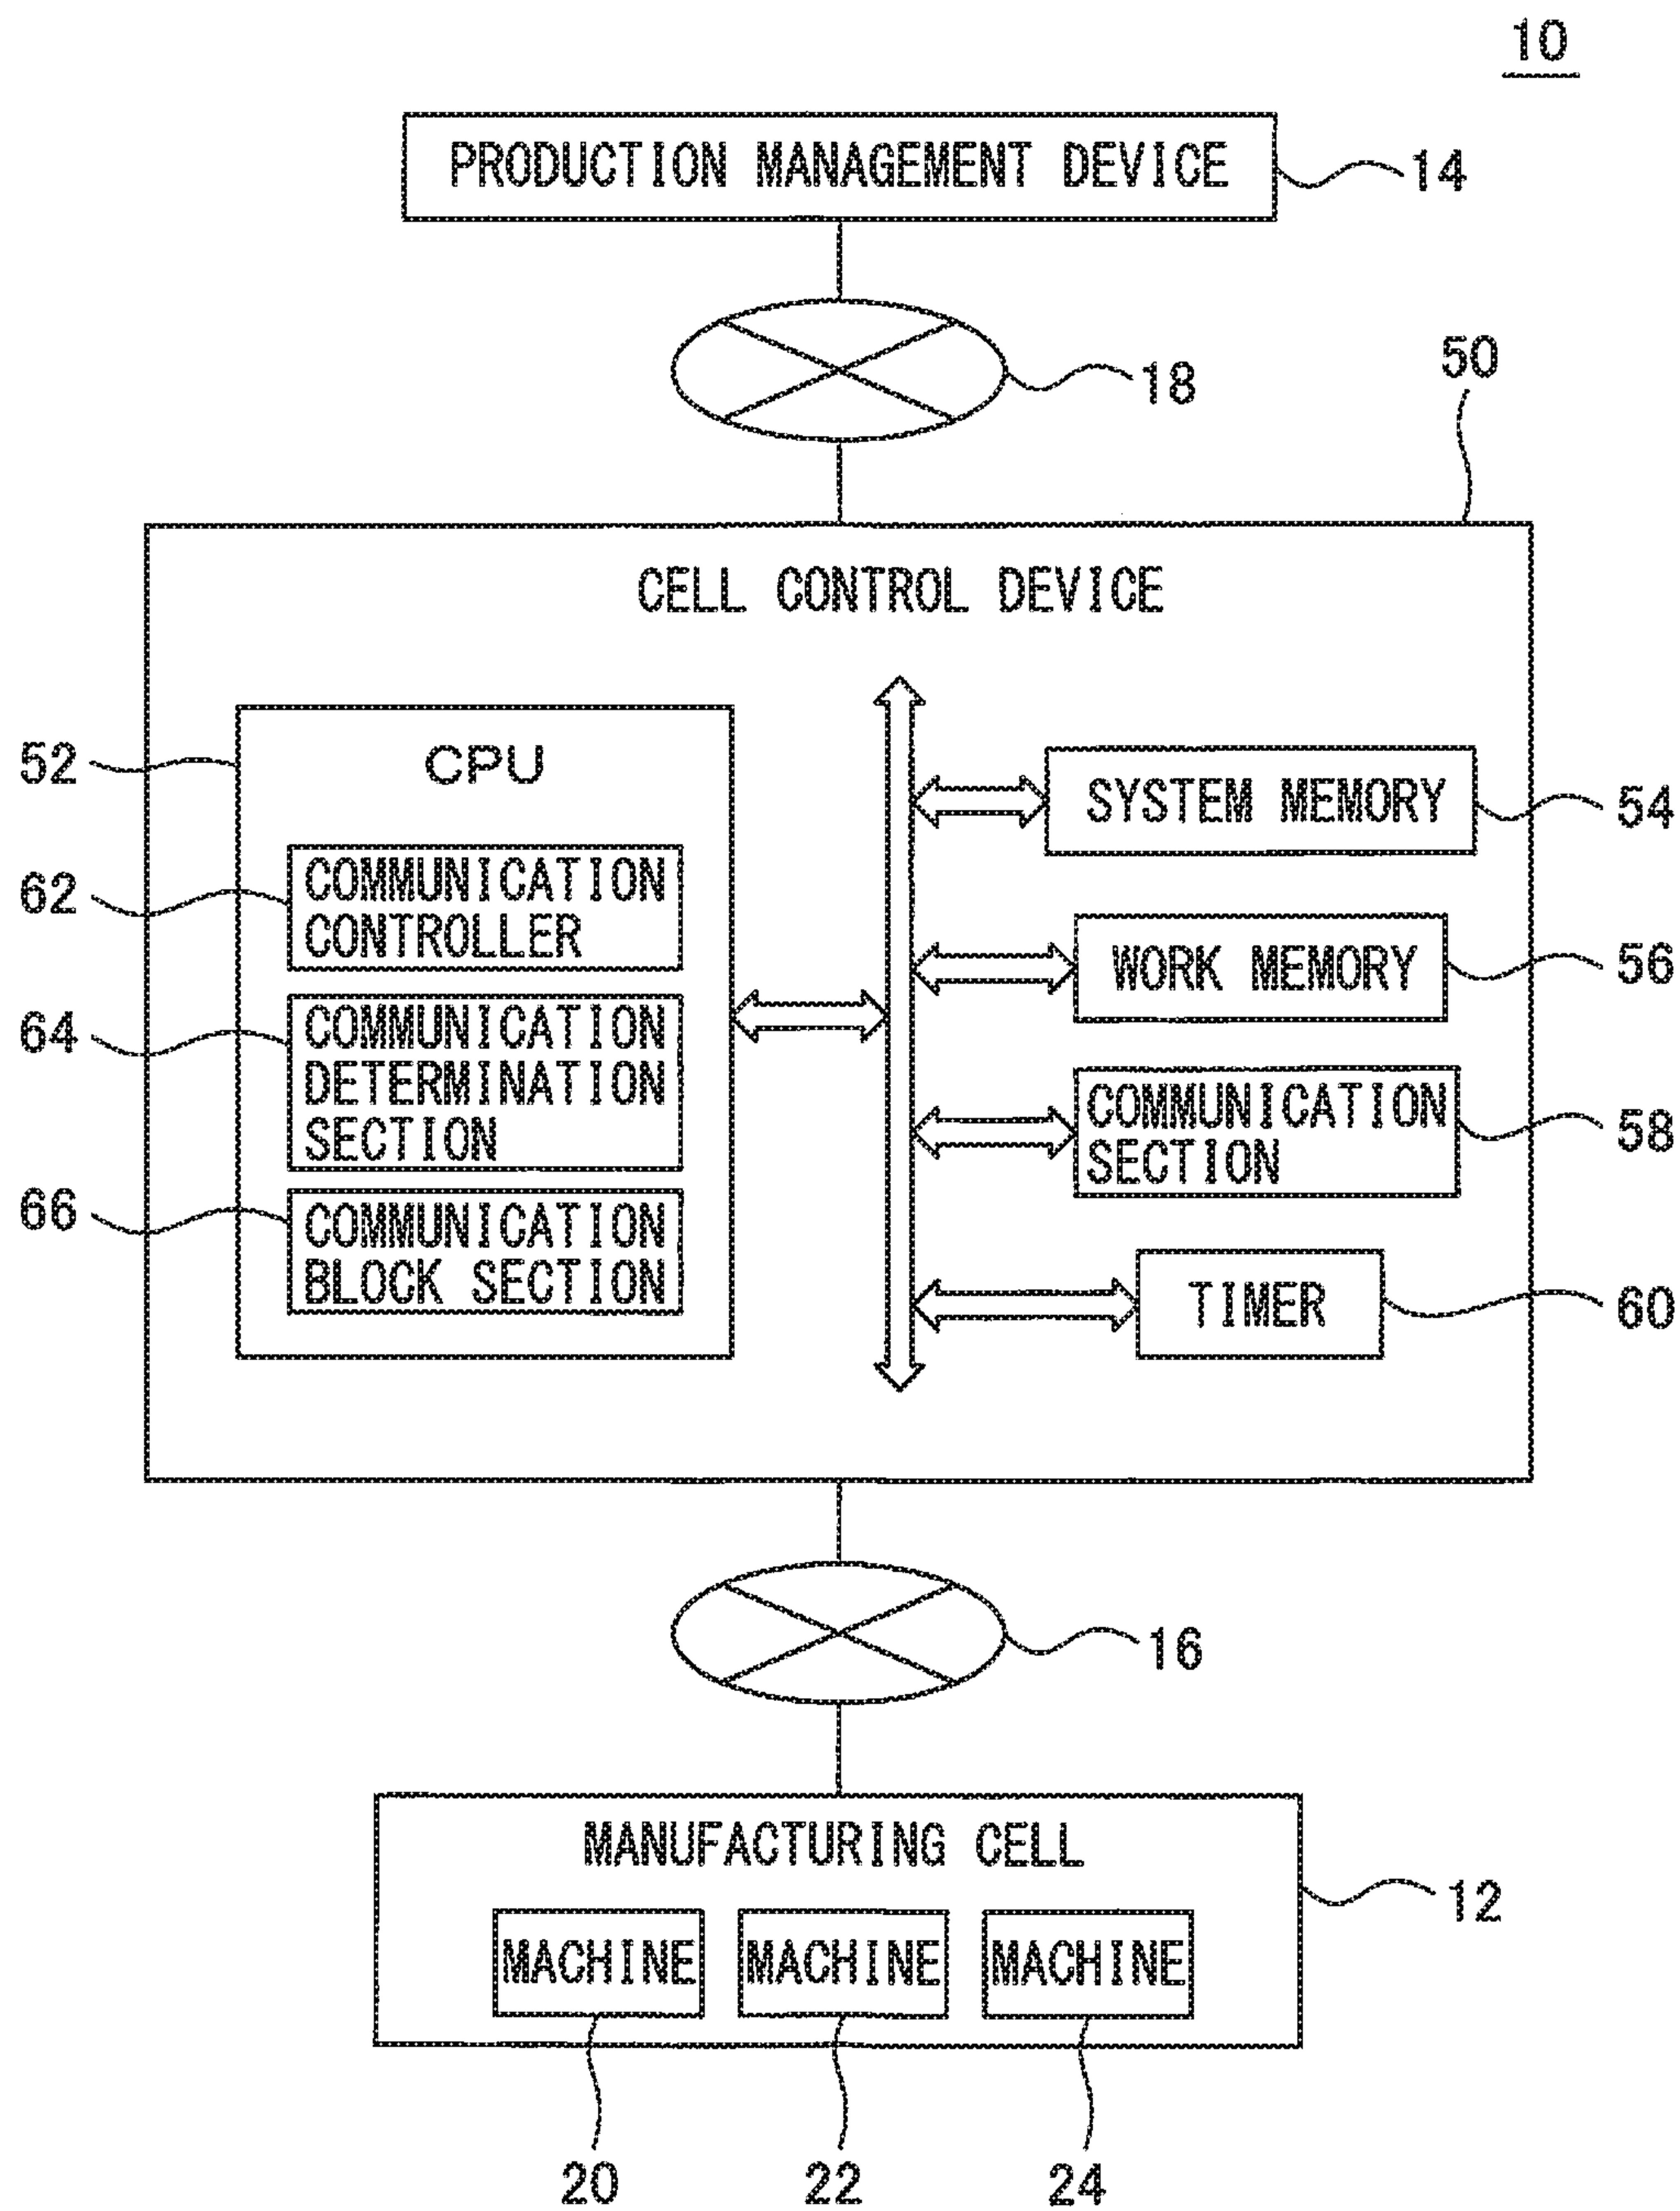 10
PRODUCTION MANAGEMENT DEVICE
14
18
50
CELL CONTROL DEVICE
52
CPU
SYSTEM MEMORY
54
62
COMMUNICATION
CONTROLLER
WORK MEMORY
56
64
COMMUNICATION
DETERMINATION
SECTION
COMMUNICATION
SECTION
58
66
COMMUNICATION
BLOCK SECTION
TIMER
60
16
MANUFACTURING CELL
12
MACHINE
MACHINE
MACHINE
20
22
24